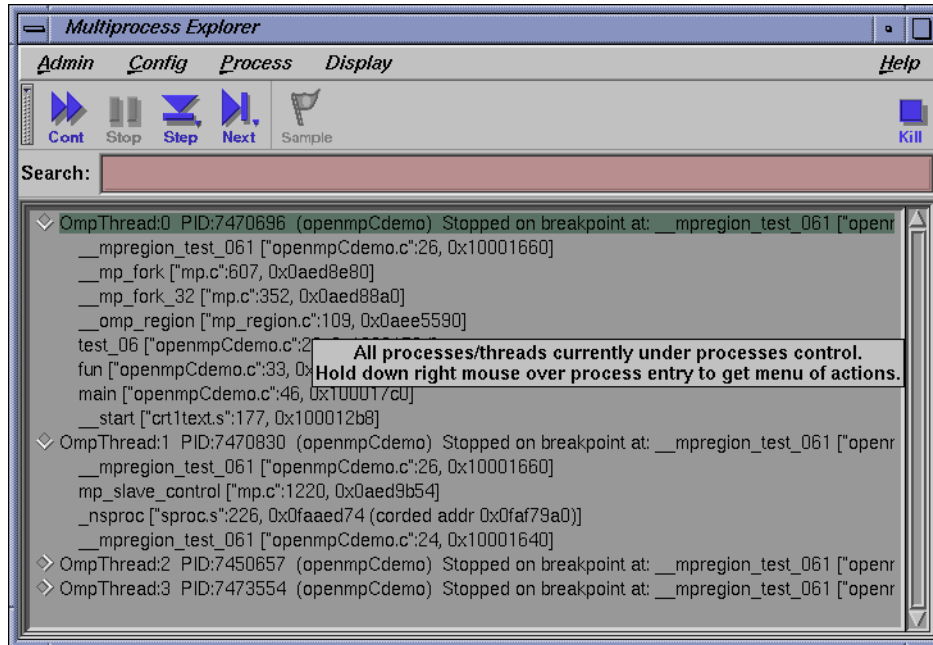 Multiprocess Explorer
Admin Config Process Display Help
Cont Stop Step Next Sample Kill
Search:
OmpThread:0 PID:7470696 (openmpCdemo) Stopped on breakpoint at: __mpregion_test_061 ["openr
__mpregion_test_061 ["openmpCdemo.c":26, 0x10001660]
__mp_fork ["mp.c":607, 0x0aed8e80]
__mp_fork_32 ["mp.c":352, 0x0aed88a0]
__omp_region ["mp_region.c":109, 0x0aee5590]
test_06 ["openmpCdemo.c":2
All processes/threads currently under processes control.
fun ["openmpCdemo.c":33, 0x
Hold down right mouse over process entry to get menu of actions.
main ["openmpCdemo.c":46, 0x100017c0]
__start ["crt1text.s":177, 0x100012b8]
OmpThread:1 PID:7470830 (openmpCdemo) Stopped on breakpoint at: __mpregion_test_061 ["openr
__mpregion_test_061 ["openmpCdemo.c":26, 0x10001660]
mp_slave_control ["mp.c":1220, 0x0aed9b54]
_nsproc ["sproc.s":226, 0x0faaed74 (corded addr 0x0faf79a0)]
__mpregion_test_061 ["openmpCdemo.c":24, 0x10001640]
OmpThread:2 PID:7450657 (openmpCdemo) Stopped on breakpoint at: __mpregion_test_061 ["openr
OmpThread:3 PID:7473554 (openmpCdemo) Stopped on breakpoint at: __mpregion_test_061 ["openr